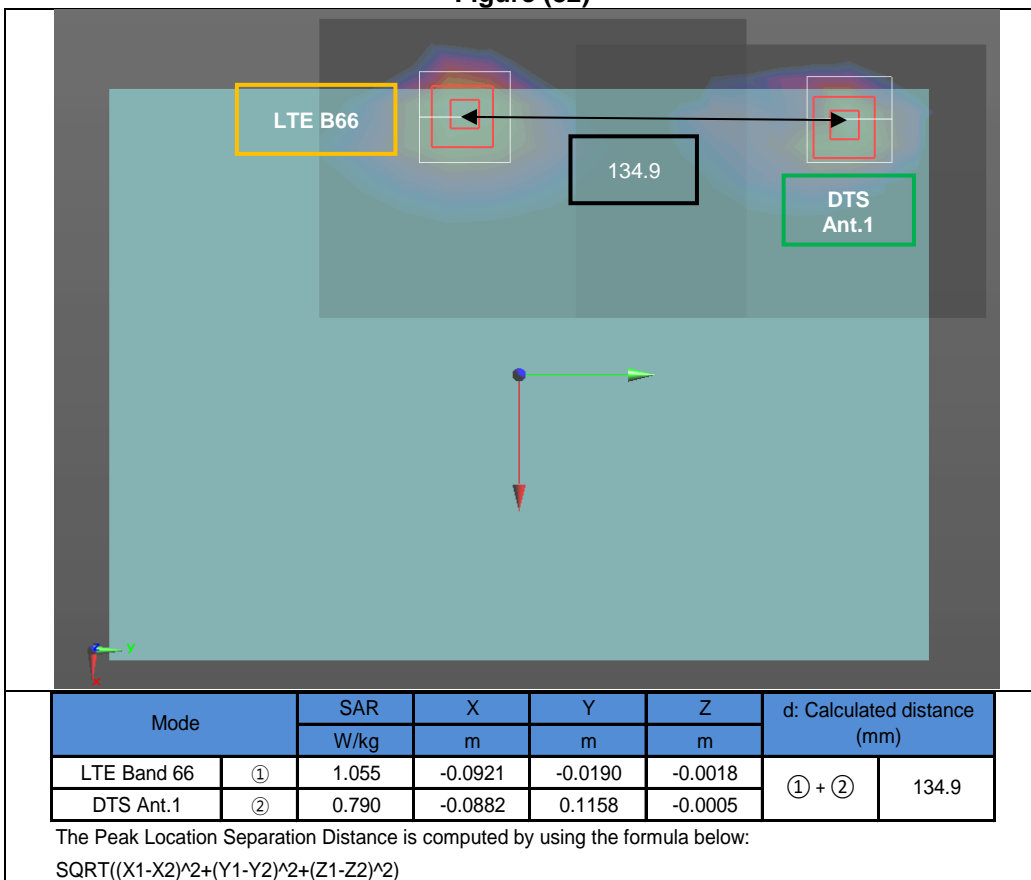 Figure (32)
LTE B66
134.9
DTS
Ant.1
y
x
Mode SAR X Y Z d: Calculated distance (mm)
W/kg m m m
LTE Band 66 ① 1.055 -0.0921 -0.0190 -0.0018 ① + ② 134.9
DTS Ant.1 ② 0.790 -0.0882 0.1158 -0.0005
The Peak Location Separation Distance is computed by using the formula below:
SQRT((X1-X2)^2+(Y1-Y2)^2+(Z1-Z2)^2)